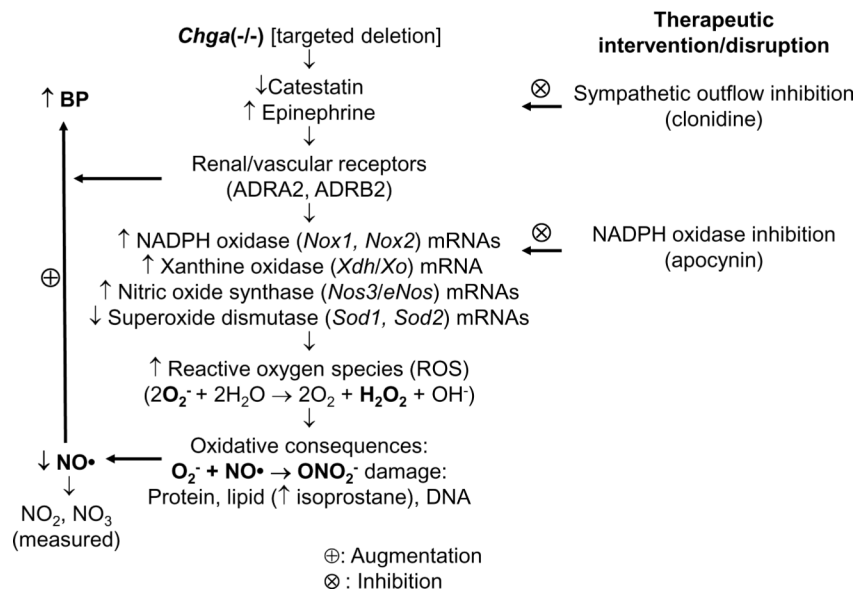 Chga(-/-) [targeted deletion]
↓
↓Catestatin
↑ Epinephrine
↓
Renal/vascular receptors
(ADRA2, ADRB2)
↓
↑ NADPH oxidase (Nox1, Nox2) mRNAs
↑ Xanthine oxidase (Xdh/Xo) mRNA
↑ Nitric oxide synthase (Nos3/eNos) mRNAs
↓ Superoxide dismutase (Sod1, Sod2) mRNAs
↓
↑ Reactive oxygen species (ROS)
(2O₂⁻ + 2H₂O → 2O₂ + H₂O₂ + OH⁻)
↓
Oxidative consequences:
O₂⁻ + NO• → ONO₂⁻ damage:
Protein, lipid (↑ isoprostane), DNA
↑ BP
⊕
↓ NO•
↓
NO₂, NO₃
(measured)
Therapeutic
intervention/disruption
⊗
Sympathetic outflow inhibition
(clonidine)
⊗
NADPH oxidase inhibition
(apocynin)
⊕: Augmentation
⊗ : Inhibition